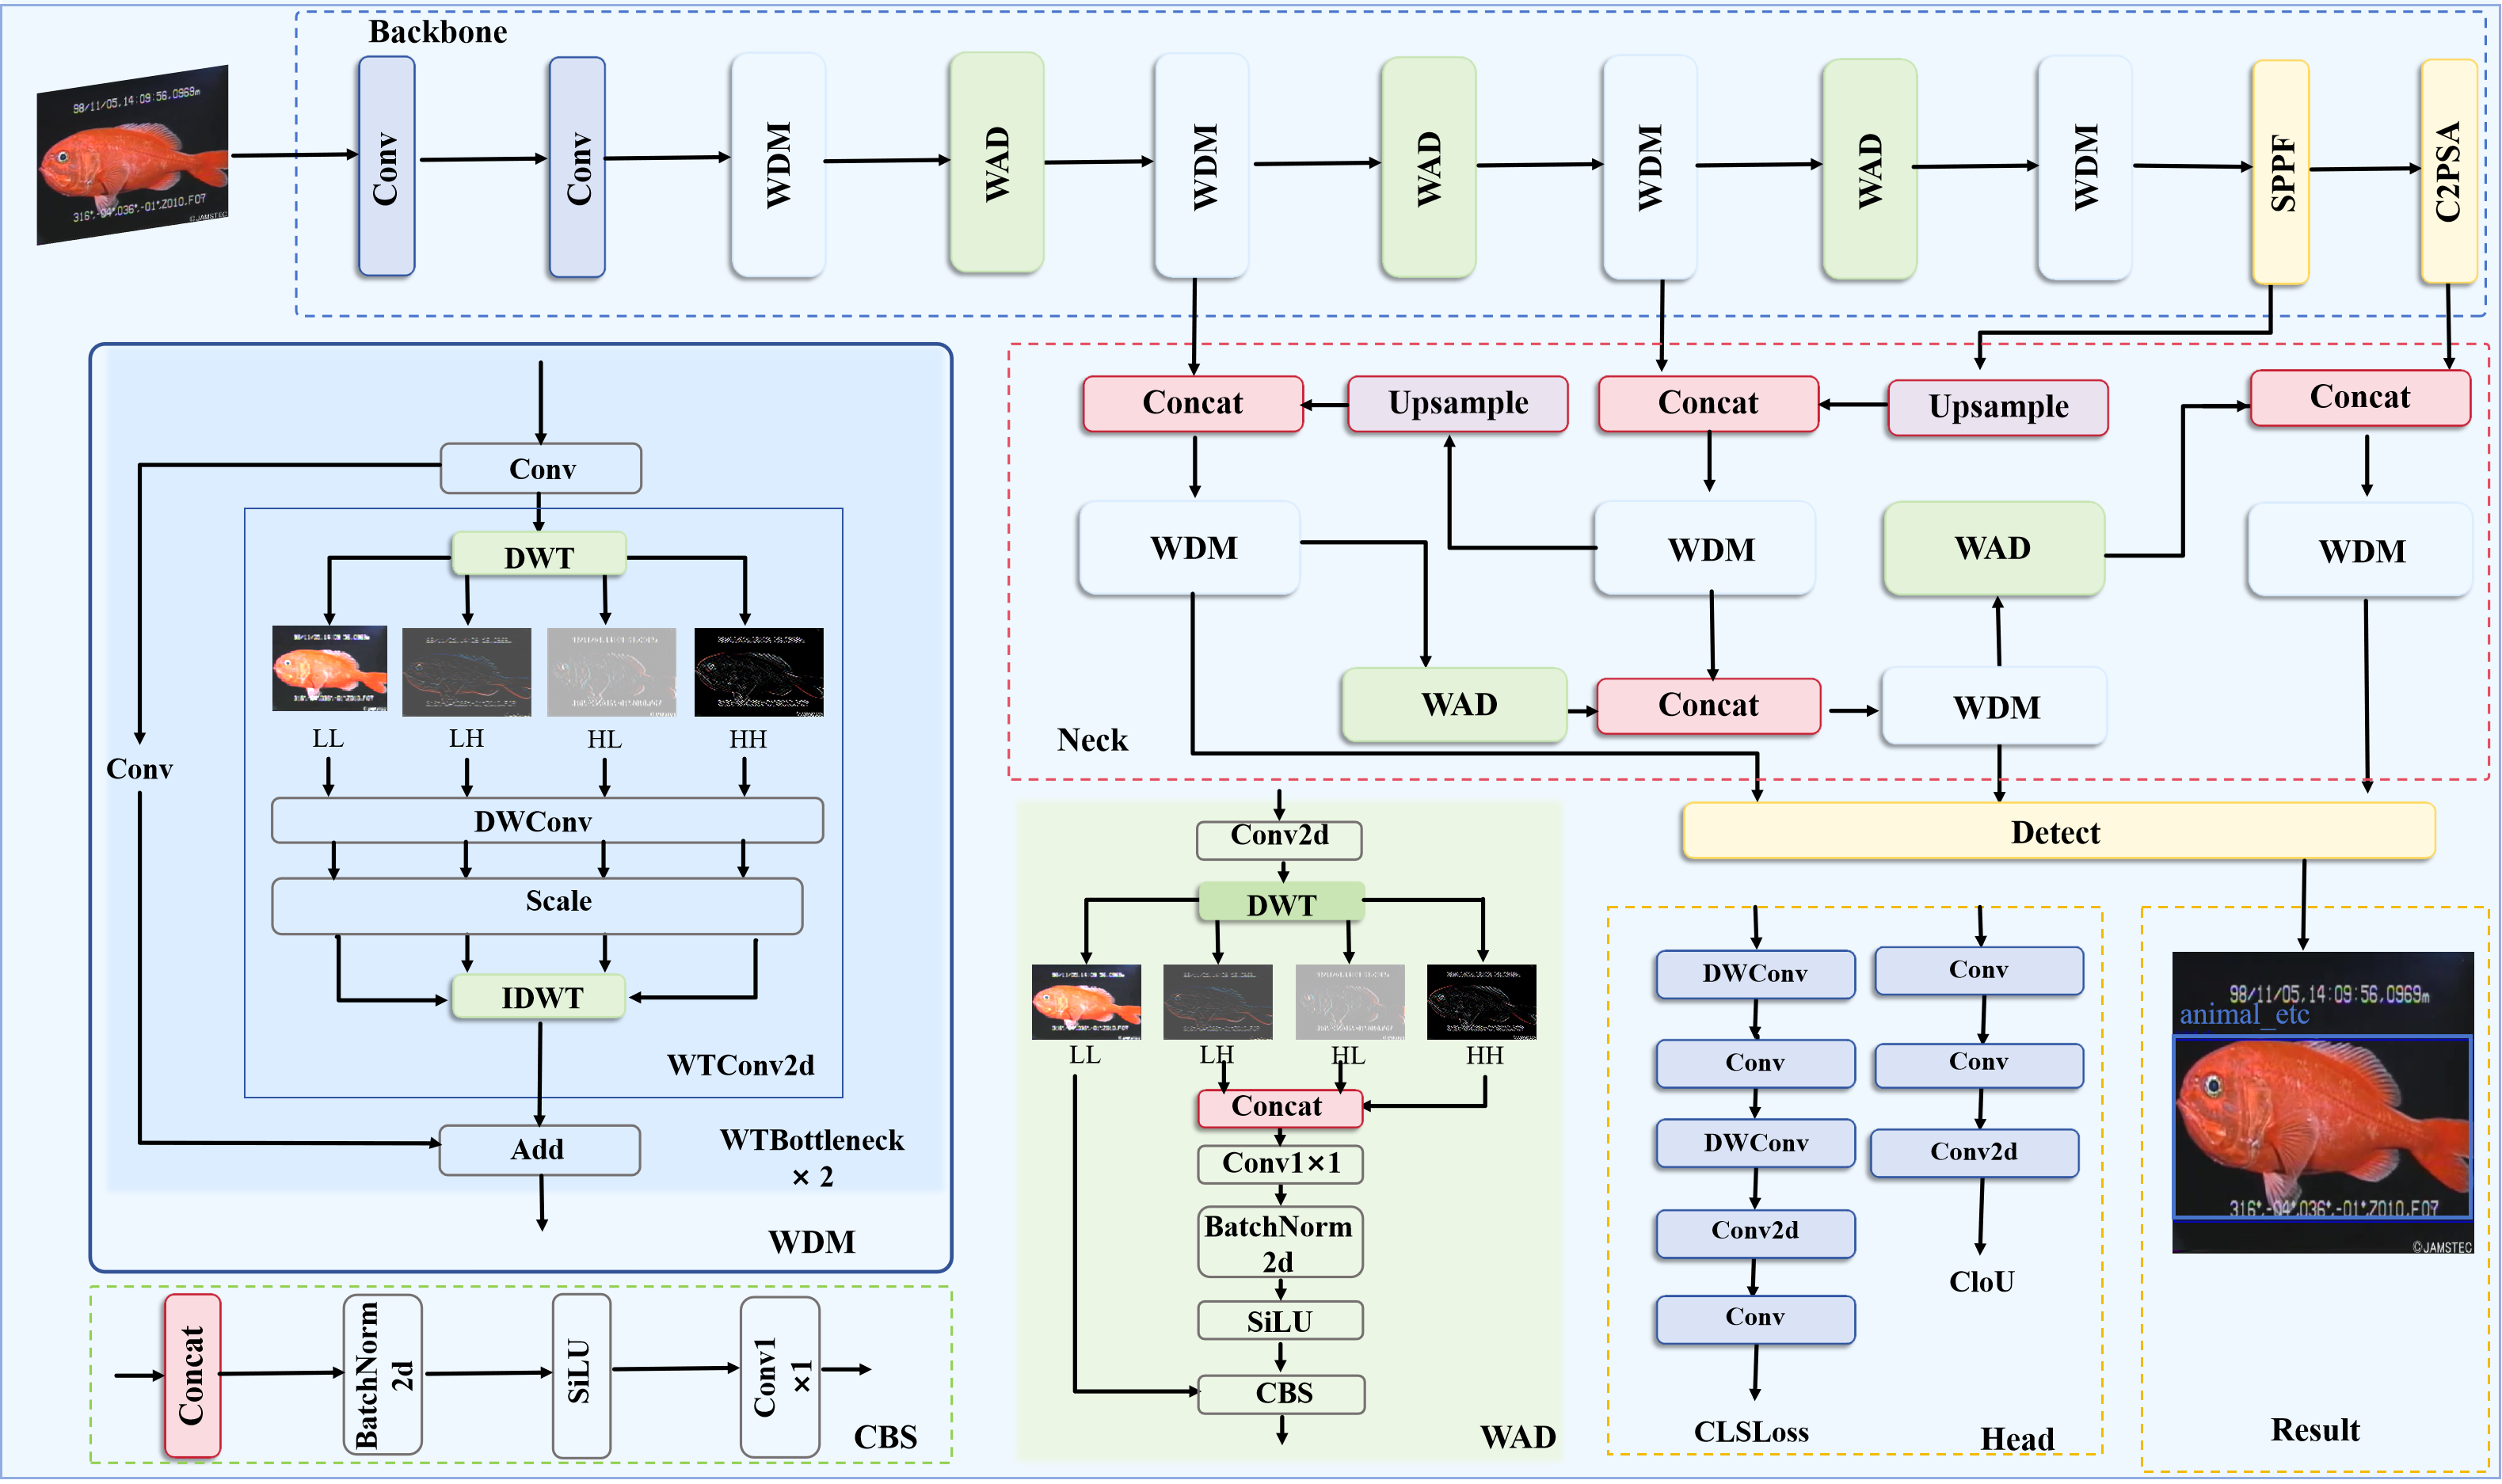 Backbone
98/11/05,14:09:56,0969m
316°,-04°,036°,-01°,Z010,F07
©JAMSTEC
Conv
Conv
WDM
WAD
WDM
WAD
WDM
WAD
WDM
SPPF
C2PSA
Concat
Upsample
Concat
Upsample
Concat
WDM
WDM
WAD
WDM
WAD
Concat
WDM
Neck
Detect
Conv
DWT
LL
LH
HL
HH
Conv
DWConv
Scale
IDWT
WTConv2d
Add
WTBottleneck
× 2
WDM
Concat
BatchNorm
2d
SiLU
Conv1
×1
CBS
Conv2d
DWT
LL
LH
HL
HH
Concat
Conv1×1
BatchNorm
2d
SiLU
CBS
WAD
DWConv
Conv
DWConv
Conv2d
Conv
CLSLoss
Conv
Conv
Conv2d
CloU
Head
98/11/05,14:09:56,0969m
animal_etc
316°,-04°,036°,-01°,Z010,F07
©JAMSTEC
Result